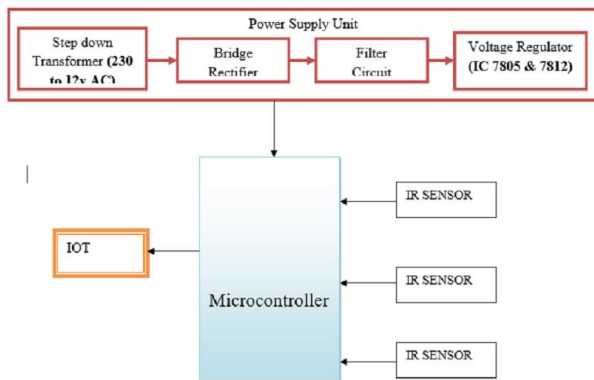 Power Supply Unit
Step down
Transformer (230
to 12v AC)
Bridge
Rectifier
Filter
Circuit
Voltage Regulator
(IC 7805 & 7812)
IR SENSOR
IOT
IR SENSOR
Microcontroller
IR SENSOR